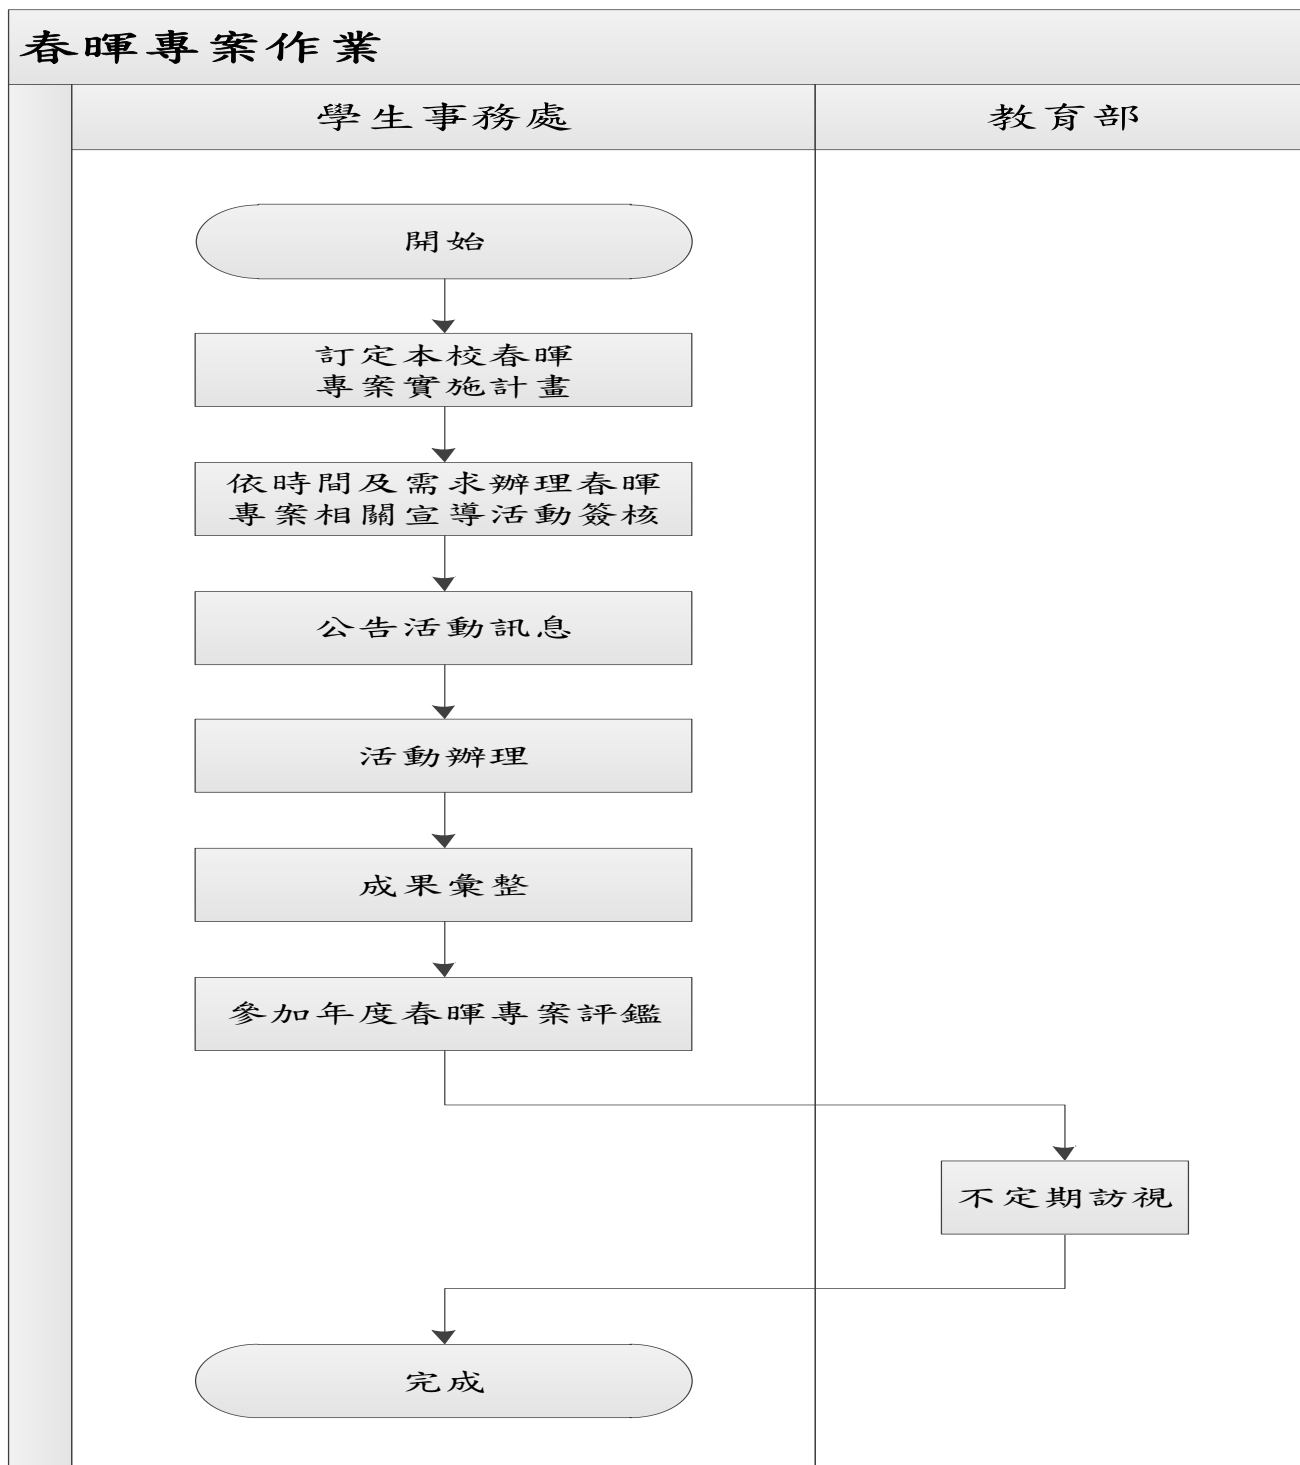 春暉專案作業
學生事務處
教育部
開始
訂定本校春暉
專案實施計畫
依時間及需求辦理春暉
專案相關宣導活動簽核
公告活動訊息
活動辦理
成果彙整
參加年度春暉專案評鑑
不定期訪視
完成